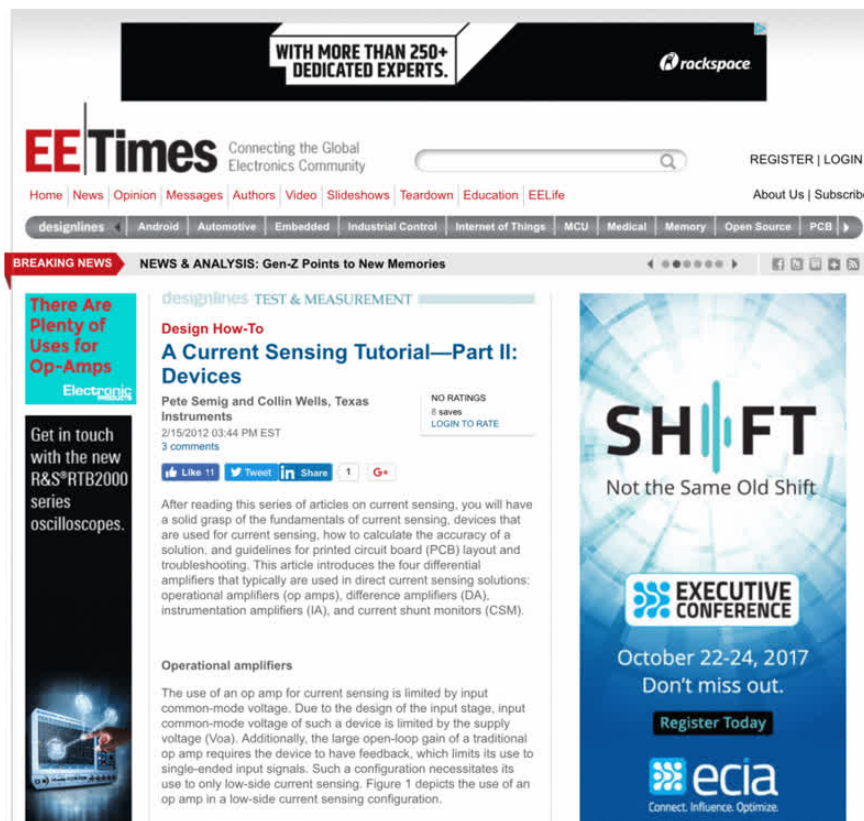 WITH MORE THAN 250+
DEDICATED EXPERTS.
rackspace
EE Times
Connecting the Global
Electronics Community
REGISTER | LOGIN
Home News Opinion Messages Authors Video Slideshows Teardown Education EELife
About Us | Subscribe
designlines Android Automotive Embedded Industrial Control Internet of Things MCU Medical Memory Open Source PCB
BREAKING NEWS NEWS & ANALYSIS: Gen-Z Points to New Memories
There Are
Plenty of
Uses for
Op-Amps
Electronic
PRODUCTS
Get in touch
with the new
R&S®RTB2000
series
oscilloscopes.
designlines TEST & MEASUREMENT
Design How-To
A Current Sensing Tutorial—Part II:
Devices
Pete Semig and Collin Wells, Texas
Instruments
2/15/2012 03:44 PM EST
3 comments
NO RATINGS
8 saves
LOGIN TO RATE
Like 11 Tweet in Share 1 G+
After reading this series of articles on current sensing, you will have
a solid grasp of the fundamentals of current sensing, devices that
are used for current sensing, how to calculate the accuracy of a
solution, and guidelines for printed circuit board (PCB) layout and
troubleshooting. This article introduces the four differential
amplifiers that typically are used in direct current sensing solutions:
operational amplifiers (op amps), difference amplifiers (DA),
instrumentation amplifiers (IA), and current shunt monitors (CSM).
Operational amplifiers
The use of an op amp for current sensing is limited by input
common-mode voltage. Due to the design of the input stage, input
common-mode voltage of such a device is limited by the supply
voltage (Voa). Additionally, the large open-loop gain of a traditional
op amp requires the device to have feedback, which limits its use to
single-ended input signals. Such a configuration necessitates its
use to only low-side current sensing. Figure 1 depicts the use of an
op amp in a low-side current sensing configuration.
SHIFT
Not the Same Old Shift
EXECUTIVE
CONFERENCE
October 22-24, 2017
Don't miss out.
Register Today
ecia
Connect. Influence. Optimize.